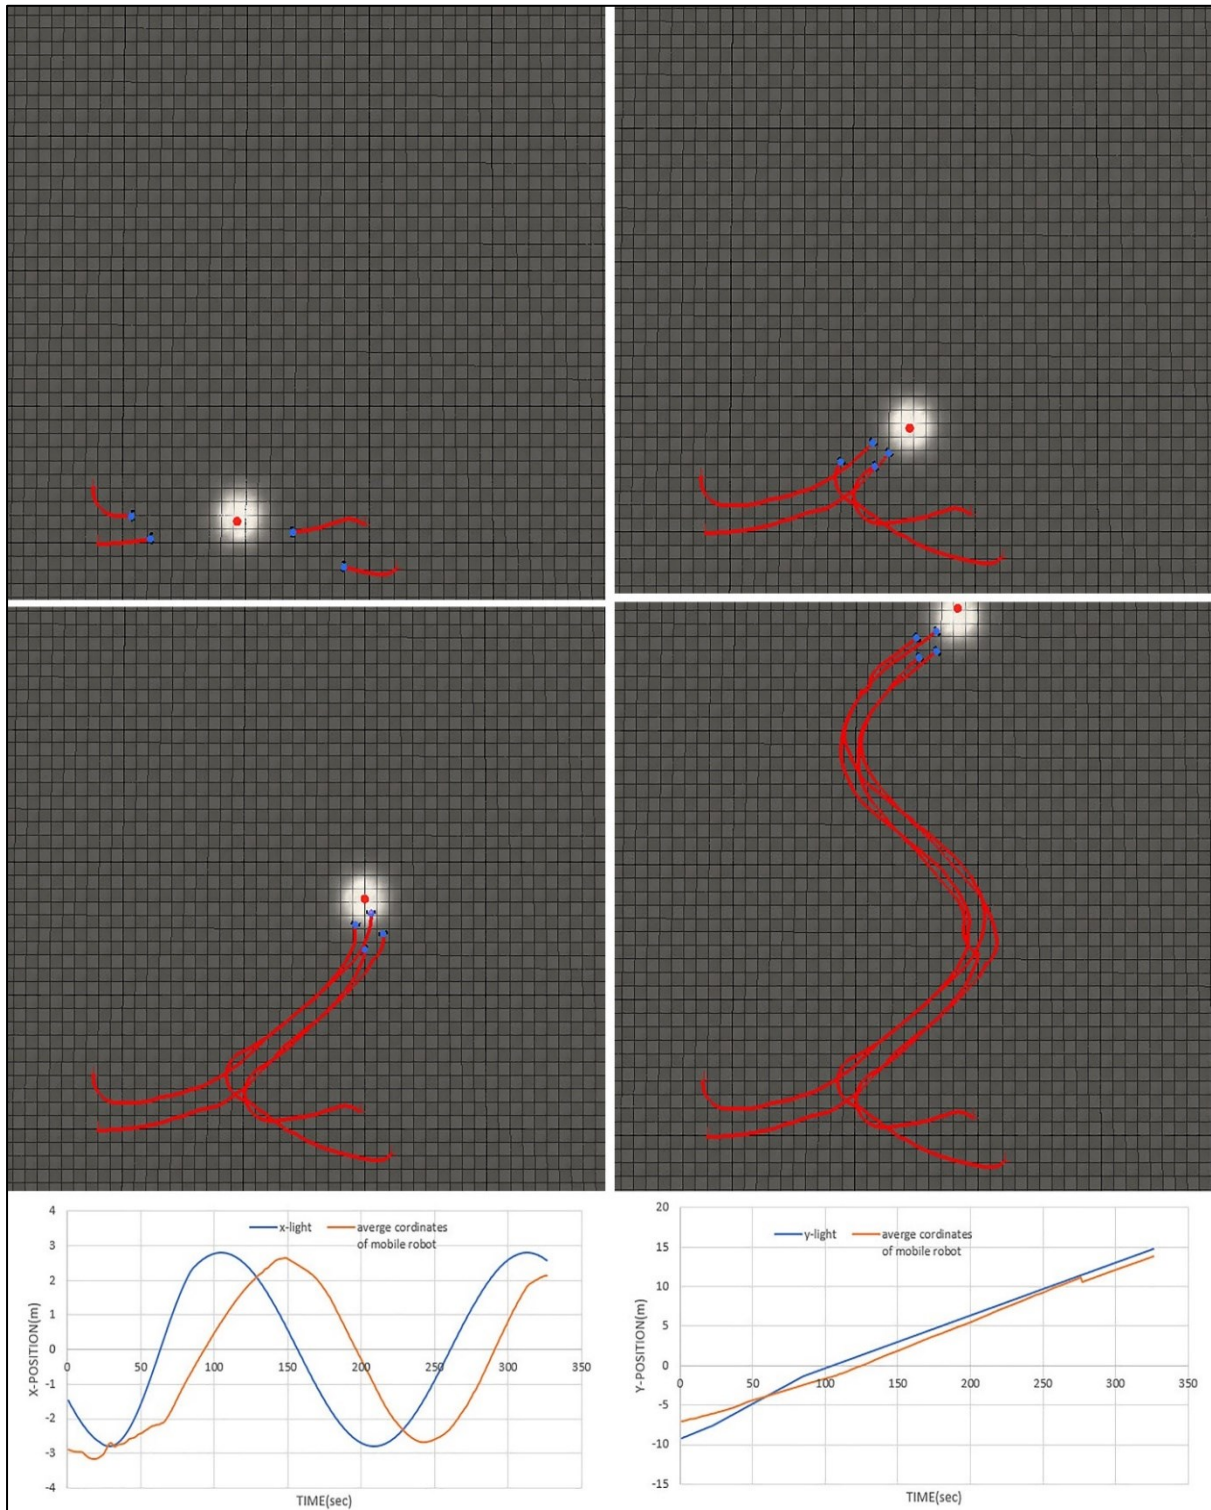 4
3
2
1
0
-1
-2
-3
-4
X-POSITION(m)
x-light
averge cordinates
of mobile robot
0 50 100 150 200 250 300 350
TIME(sec)
20
15
10
5
0
-5
-10
-15
Y-POSITION(m)
y-light
averge cordinates
of mobile robot
0 50 100 150 200 250 300 350
TIME(sec)